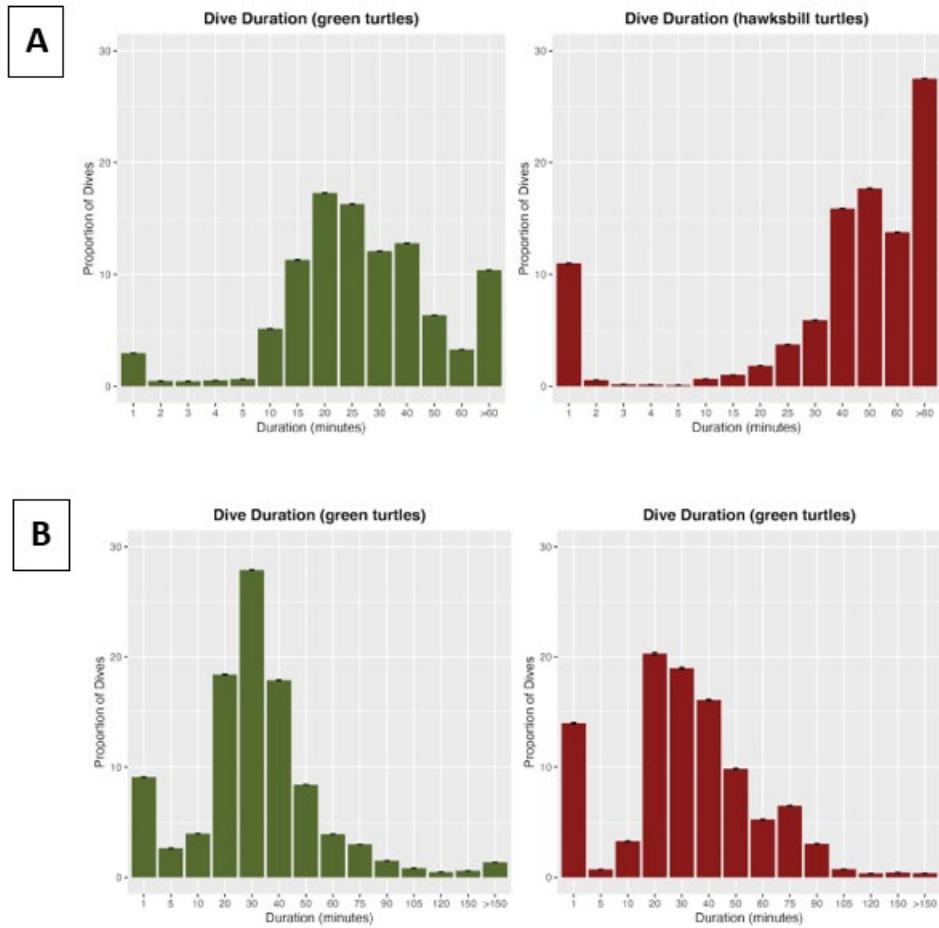 A
Dive Duration (green turtles)
30
20
10
0
Proportion of Dives
1 2 3 4 5 10 15 20 25 30 40 50 60 >60
Duration (minutes)
Dive Duration (hawksbill turtles)
30
20
10
0
Proportion of Dives
1 2 3 4 5 10 15 20 25 30 40 50 60 >60
Duration (minutes)
B
Dive Duration (green turtles)
30
20
10
0
Proportion of Dives
1 5 10 20 30 40 50 60 75 90 105 120 150 >150
Duration (minutes)
Dive Duration (green turtles)
30
20
10
0
Proportion of Dives
1 5 10 20 30 40 50 60 75 90 105 120 150 >150
Duration (minutes)